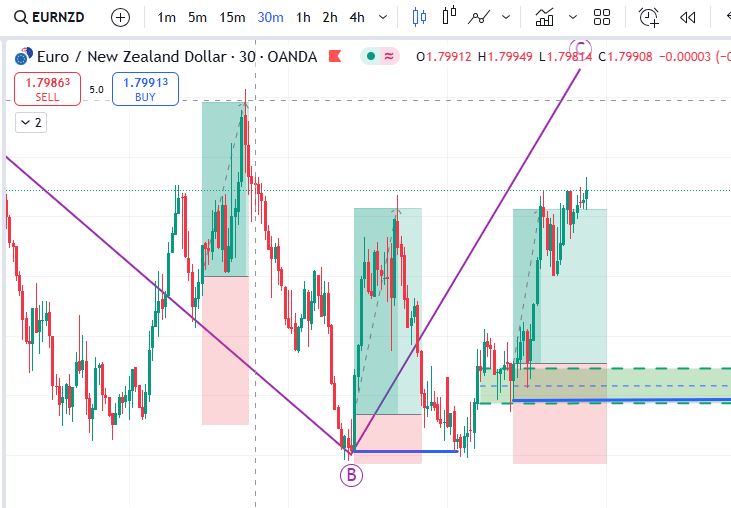 EURNZD 1m 5m 15m 30m 1h 2h 4h
Euro / New Zealand Dollar · 30 · OANDA O1.79912 H1.79949 L1.79814 C1.79908 -0.00003 (-0
1.79863 SELL 5.0 1.79913 BUY
2
C
B